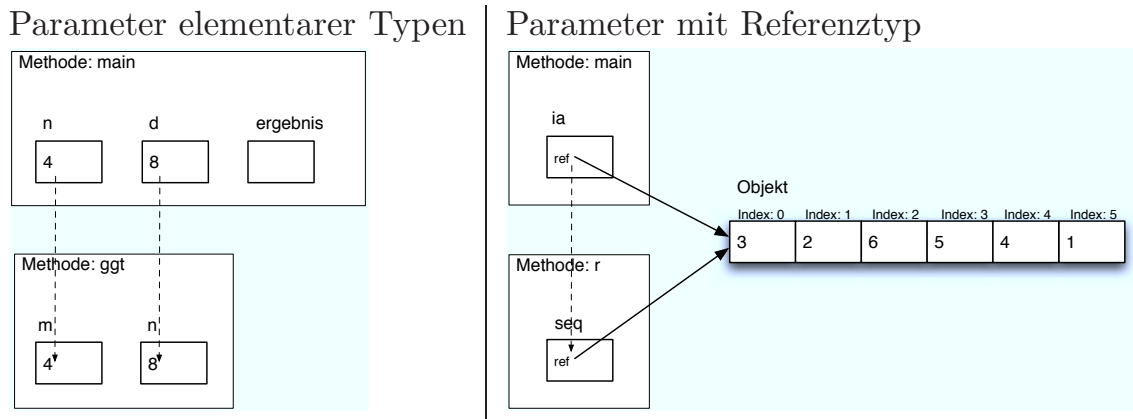 Parameter elementarer Typen
Methode: main
n d ergebnis
4 8
Methode: ggt
m n
4 8
Parameter mit Referenztyp
Methode: main
ia
ref
Objekt
Index: 0 Index: 1 Index: 2 Index: 3 Index: 4 Index: 5
3 2 6 5 4 1
Methode: r
seq
ref